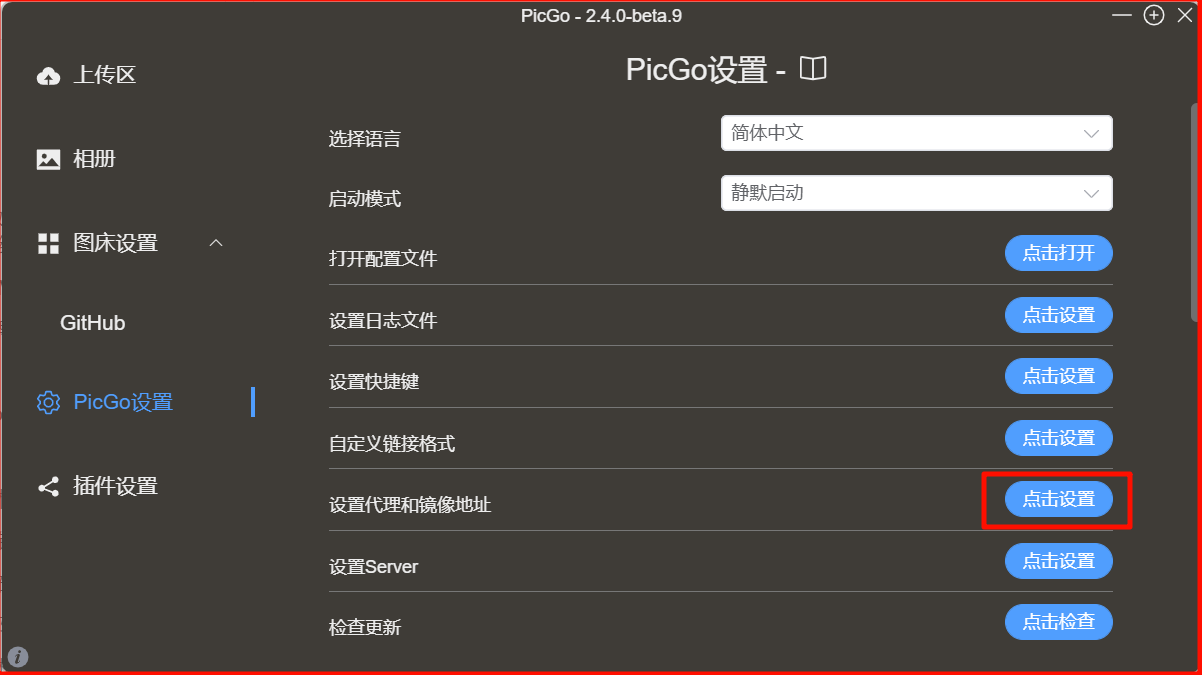 PicGo - 2.4.0-beta.9
上传区
相册
图床设置
GitHub
PicGo设置
插件设置
PicGo设置 -
选择语言
简体中文
启动模式
静默启动
打开配置文件
点击打开
设置日志文件
点击设置
设置快捷键
点击设置
自定义链接格式
点击设置
设置代理和镜像地址
点击设置
设置Server
点击设置
检查更新
点击检查